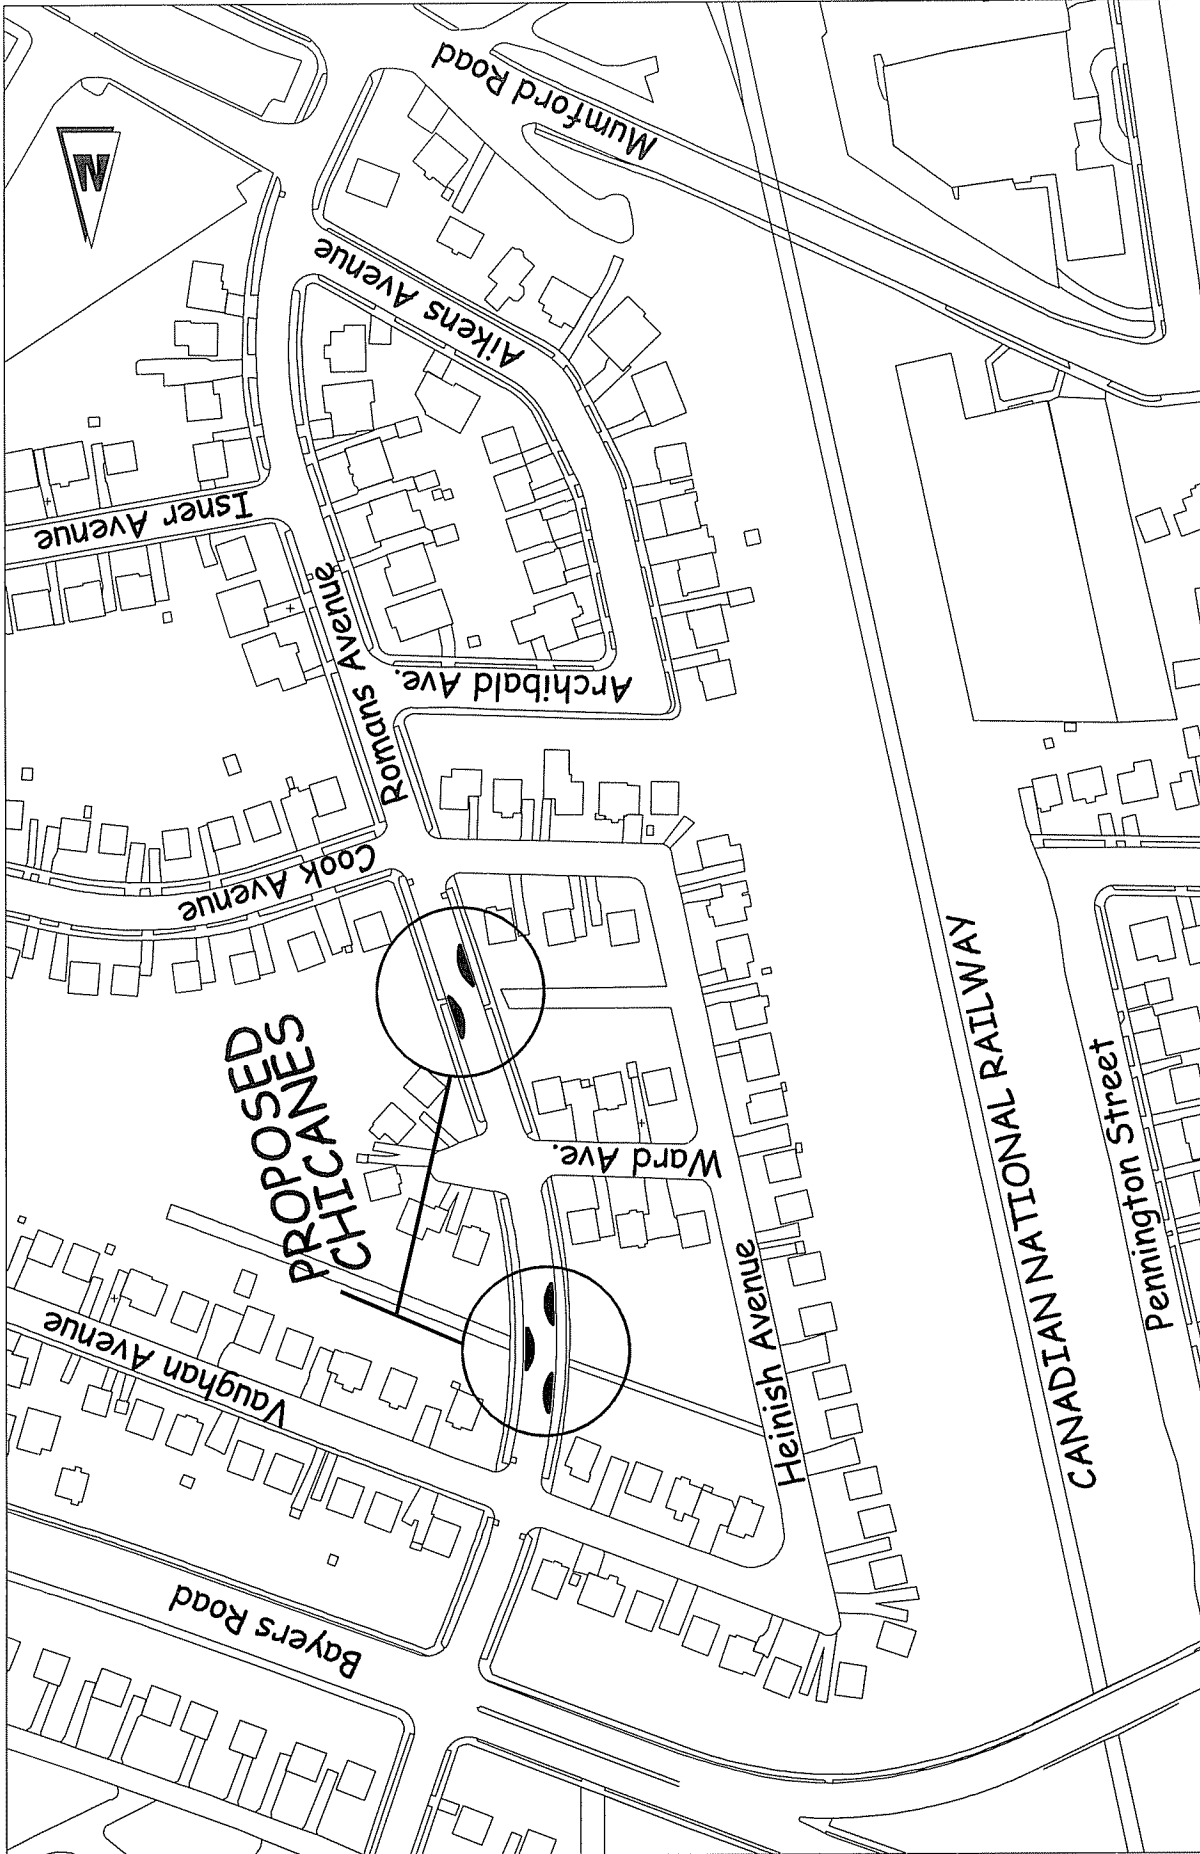 Mumford Road
N
Aikens Avenue
Isner Avenue
Romans Avenue
Archibald Ave.
Cook Avenue
PROPOSED
CHICANES
Ward Ave.
Vaughan Avenue
Heinish Avenue
CANADIAN NATIONAL RAILWAY
Pennington Street
Bayers Road